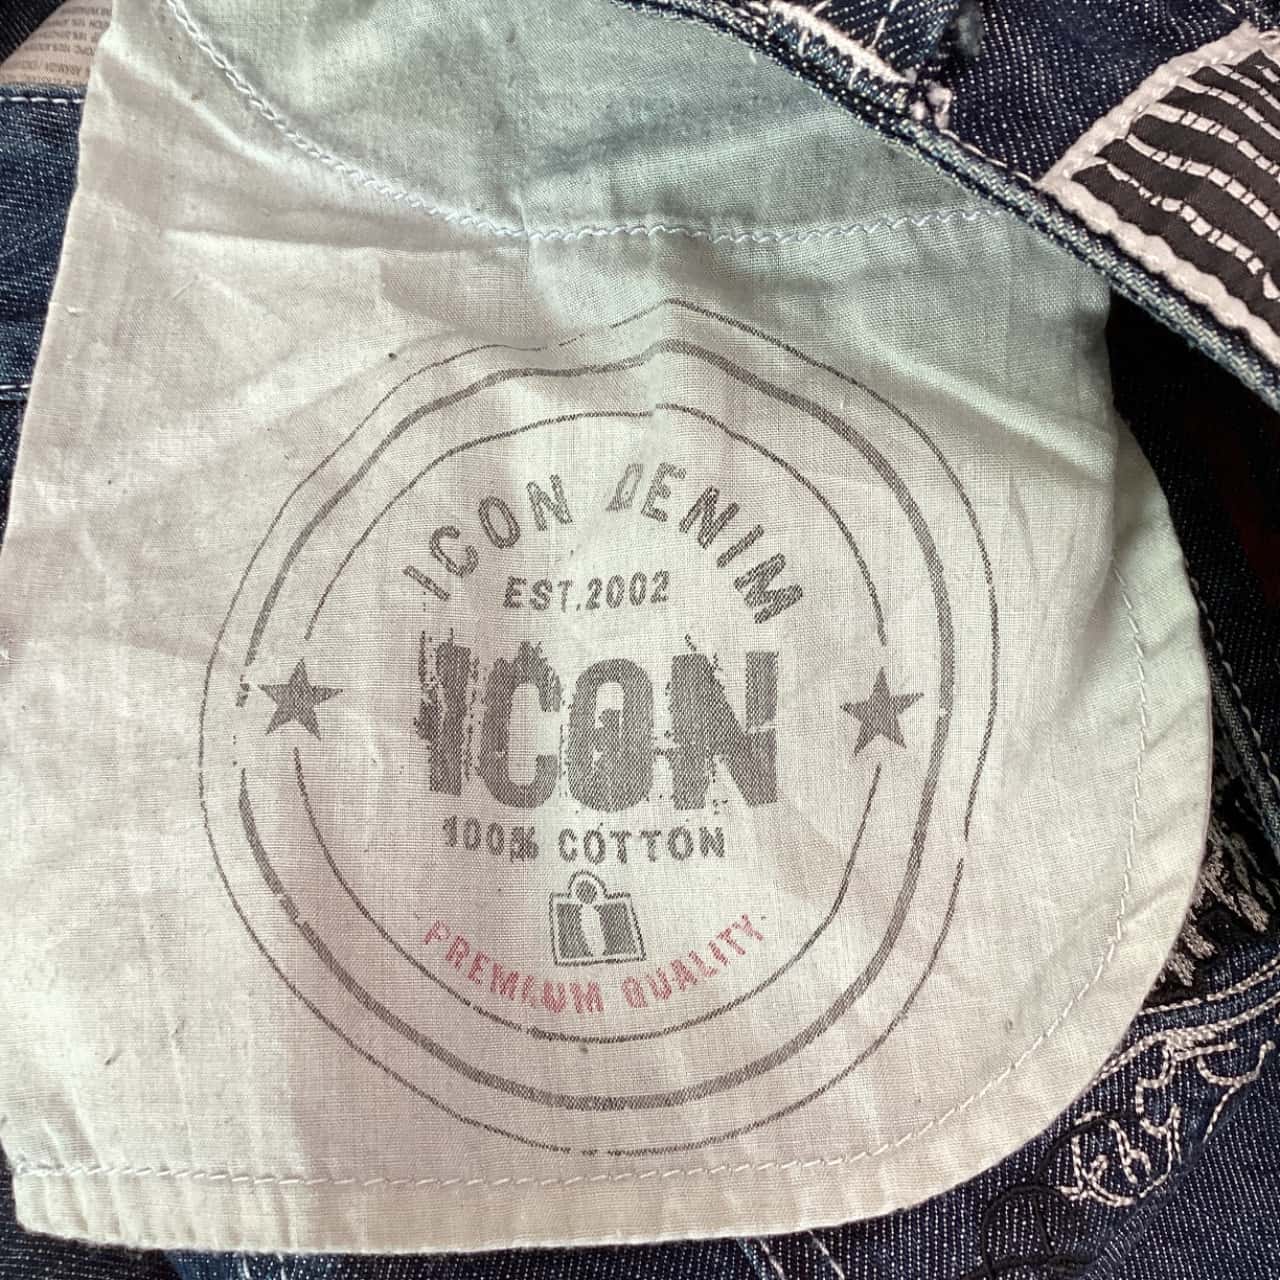 ICON DENIM
EST.2002
ICON
100% COTTON
PREMIUM QUALITY